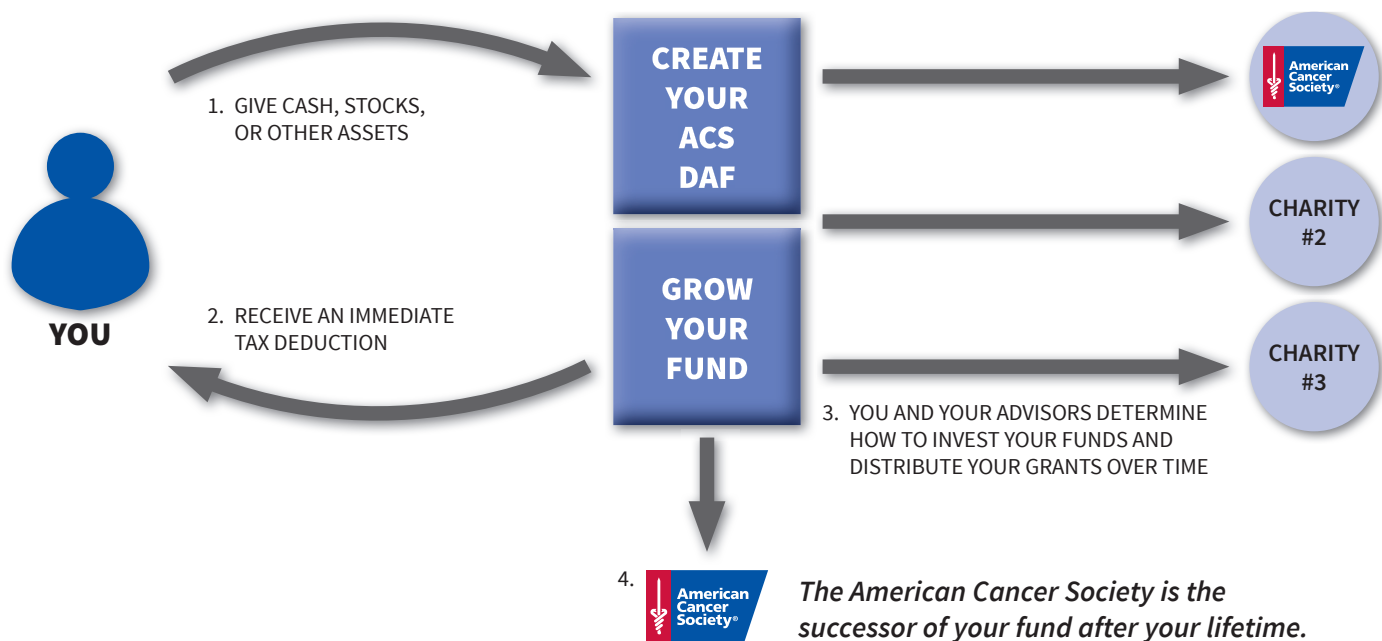 CREATE
YOUR
ACS
DAF
1. GIVE CASH, STOCKS,
OR OTHER ASSETS
American
Cancer
Society®
CHARITY
#2
GROW
YOUR
FUND
YOU
2. RECEIVE AN IMMEDIATE
TAX DEDUCTION
CHARITY
#3
3. YOU AND YOUR ADVISORS DETERMINE
HOW TO INVEST YOUR FUNDS AND
DISTRIBUTE YOUR GRANTS OVER TIME
4.
American
Cancer
Society®
The American Cancer Society is the
successor of your fund after your lifetime.